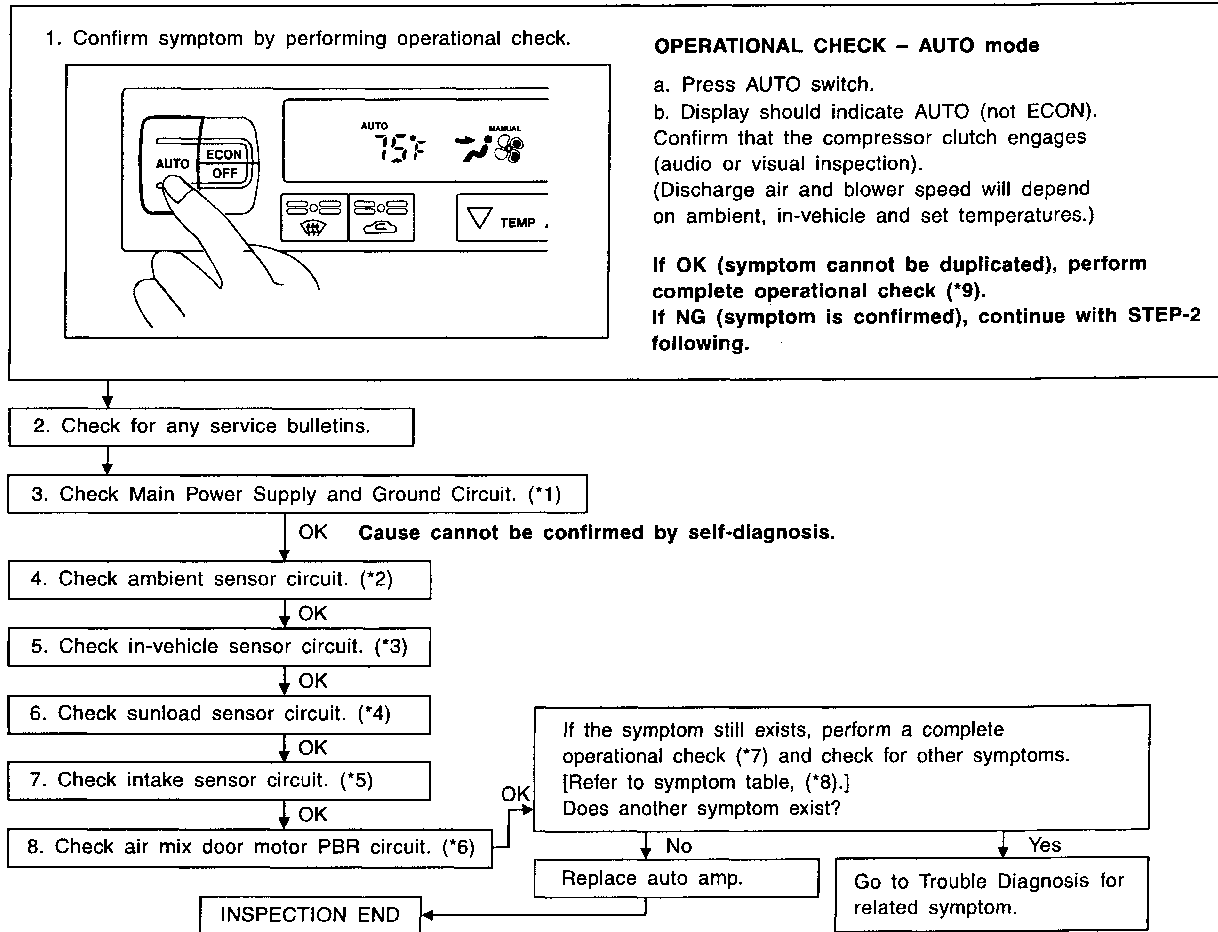 1. Confirm symptom by performing operational check.
AUTO
ECON
OFF
AUTO
75°F
MANUAL
TEMP
OPERATIONAL CHECK – AUTO mode
a. Press AUTO switch.
b. Display should indicate AUTO (not ECON).
Confirm that the compressor clutch engages
(audio or visual inspection).
(Discharge air and blower speed will depend
on ambient, in-vehicle and set temperatures.)
If OK (symptom cannot be duplicated), perform
complete operational check (*9).
If NG (symptom is confirmed), continue with STEP-2
following.
2. Check for any service bulletins.
3. Check Main Power Supply and Ground Circuit. (*1)
OK Cause cannot be confirmed by self-diagnosis.
4. Check ambient sensor circuit. (*2)
OK
5. Check in-vehicle sensor circuit. (*3)
OK
6. Check sunload sensor circuit. (*4)
OK
7. Check intake sensor circuit. (*5)
OK
8. Check air mix door motor PBR circuit. (*6)
OK
If the symptom still exists, perform a complete
operational check (*7) and check for other symptoms.
[Refer to symptom table, (*8).]
Does another symptom exist?
No
Yes
Replace auto amp.
Go to Trouble Diagnosis for
related symptom.
INSPECTION END